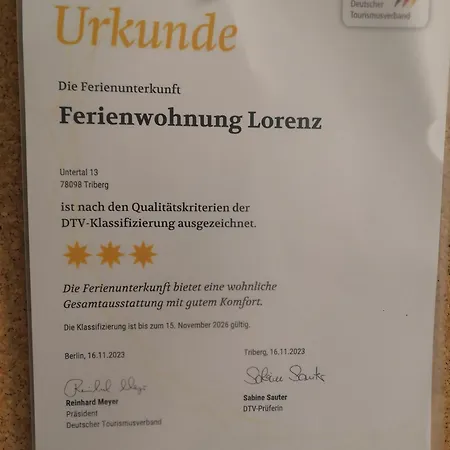 Deutscher
Tourismusverband
Urkunde
Die Ferienunterkunft
Ferienwohnung Lorenz
Untertal 13
78098 Triberg
ist nach den Qualitätskriterien der
DTV-Klassifizierung ausgezeichnet.
Die Ferienunterkunft bietet eine wohnliche
Gesamtausstattung mit gutem Komfort.
Die Klassifizierung ist bis zum 15. November 2026 gültig.
Berlin, 16.11.2023
Triberg, 16.11.2023
Sabine Sauter
Reinhard Meyer
Präsident
Deutscher Tourismusverband
Sabine Sauter
DTV-Prüferin